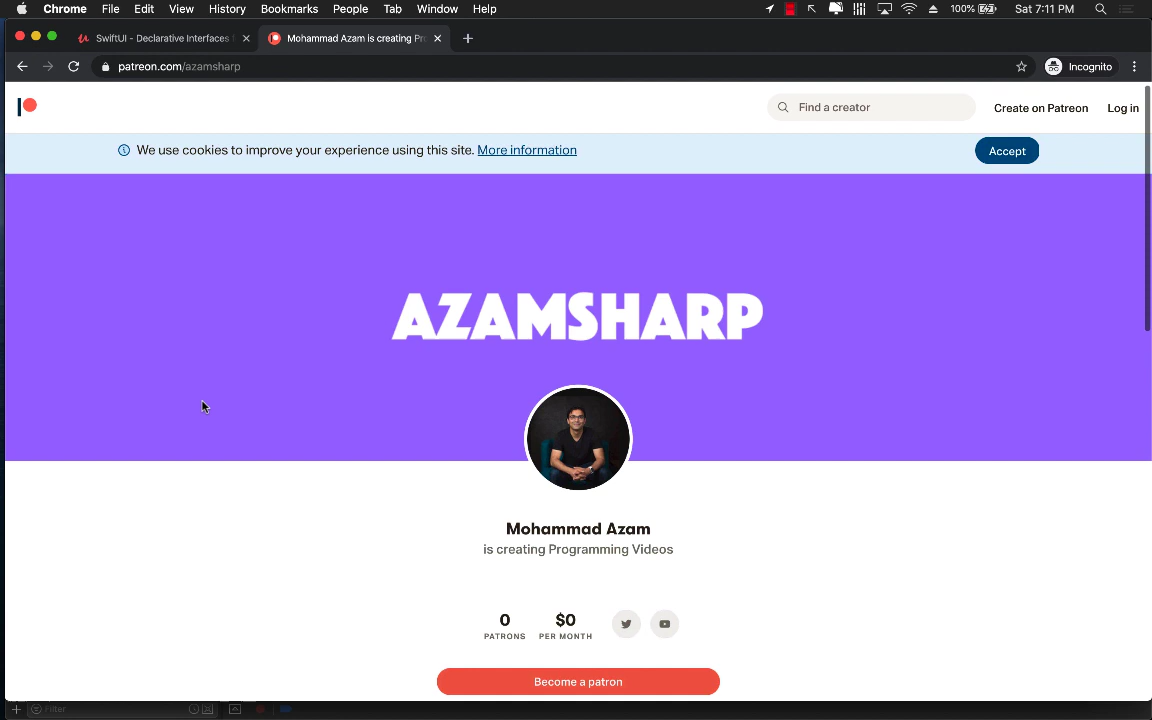 Chrome File Edit View History Bookmarks People Tab Window Help 100% Sat 7:11 PM
SwiftUI - Declarative Interfaces Mohammad Azam is creating Pr
patreon.com/azamsharp Incognito
Find a creator Create on Patreon Log in
We use cookies to improve your experience using this site. More information Accept
AZAMSHARP
Mohammad Azam
is creating Programming Videos
0 $0
PATRONS PER MONTH
Become a patron
Filter